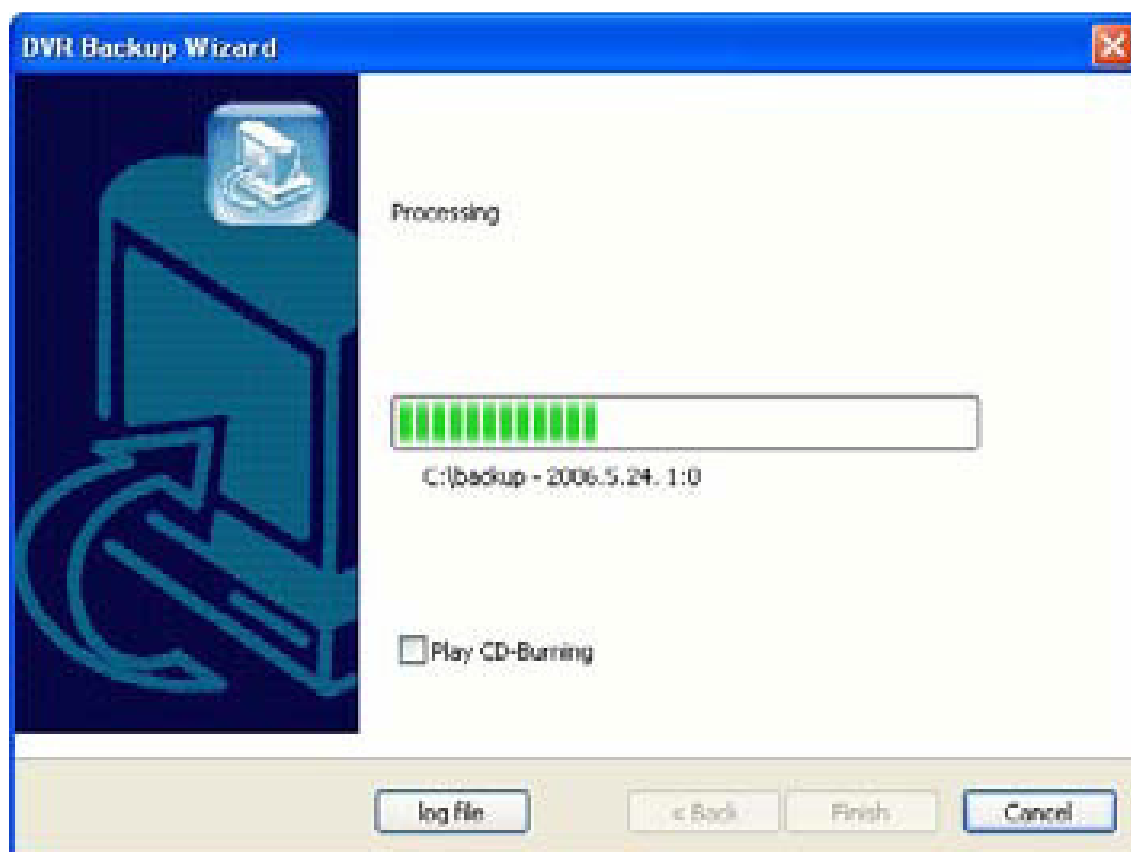 DVR Backup Wizard
Processing
C:\backup - 2006.5.24. 1:0
Play CD-Burning
log file
< Back
Finish
Cancel